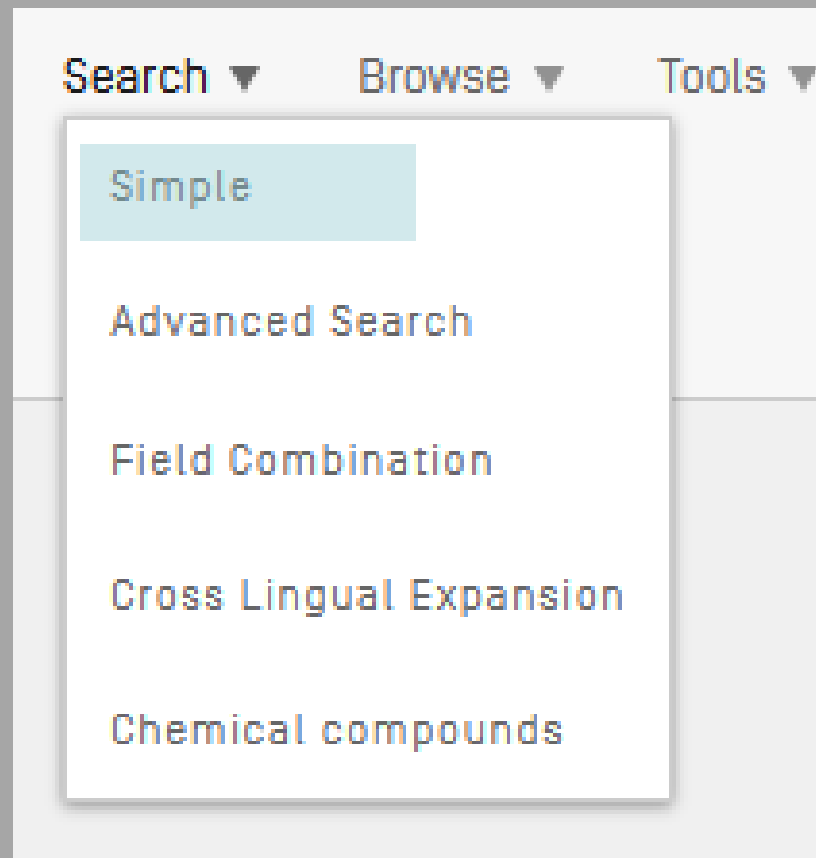 Search ▼ Browse ▼ Tools ▼
Simple
Advanced Search
Field Combination
Cross Lingual Expansion
Chemical compounds